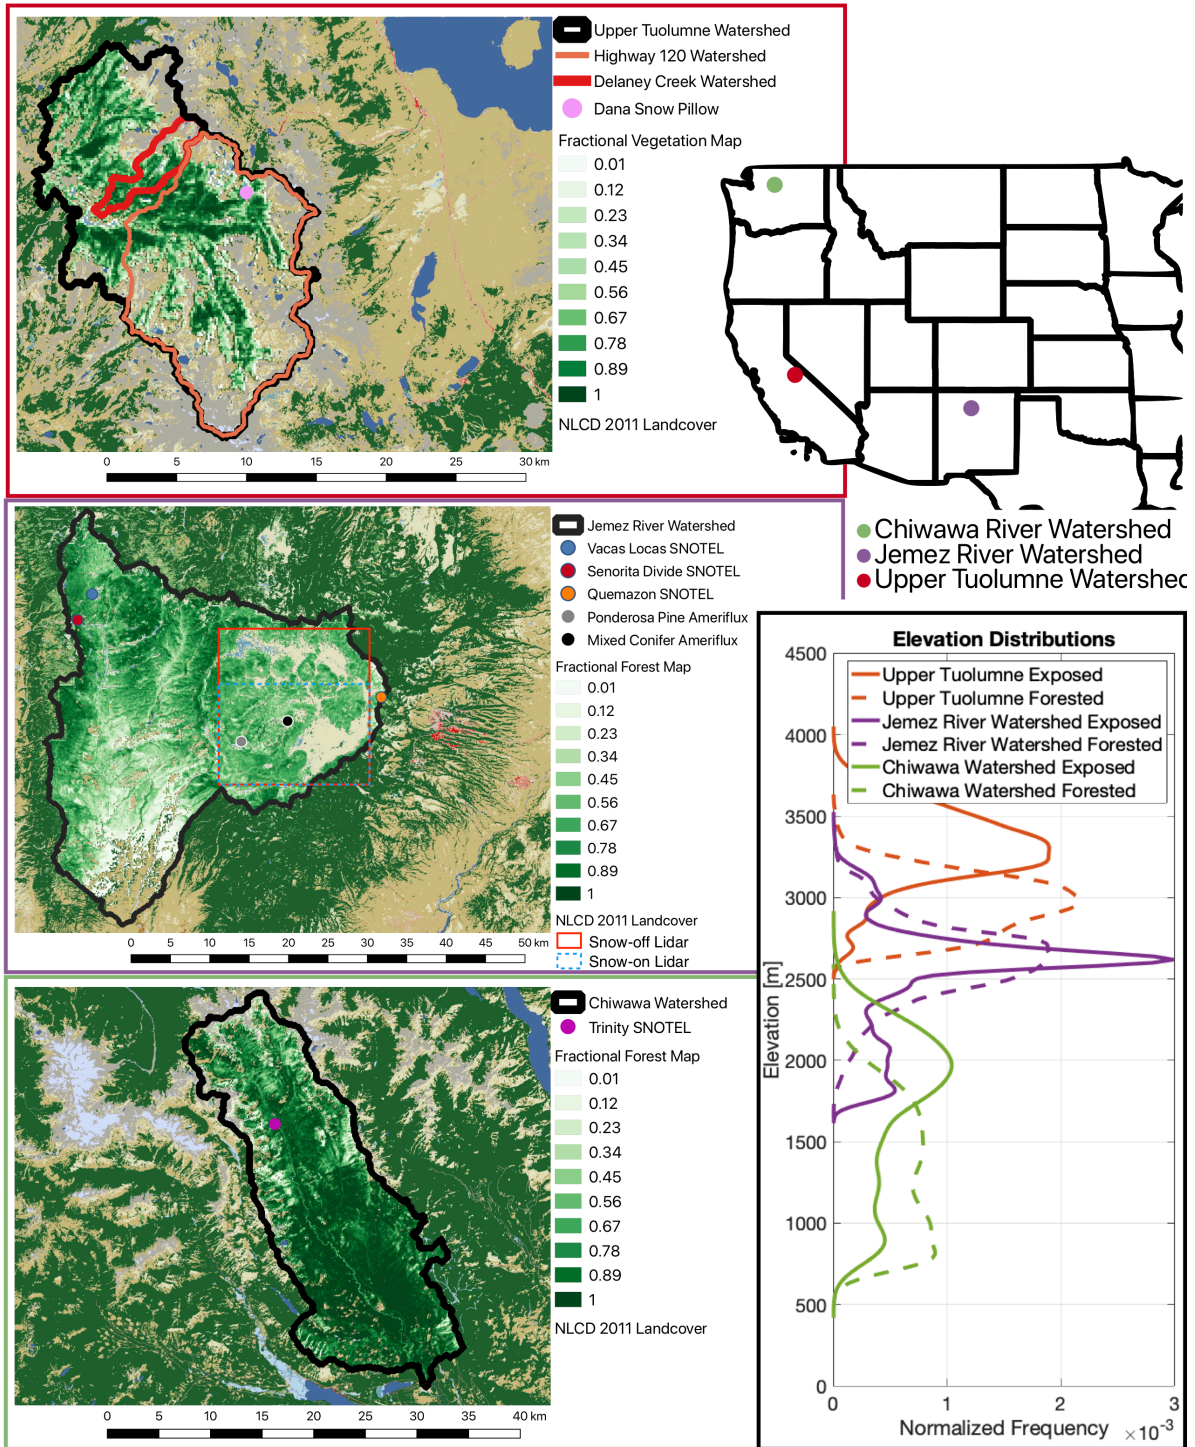 Upper Tuolumne Watershed
Highway 120 Watershed
Delaney Creek Watershed
Dana Snow Pillow
Fractional Vegetation Map
0.01
0.12
0.23
0.34
0.45
0.56
0.67
0.78
0.89
1
NLCD 2011 Landcover
0 5 10 15 20 25 30 km
Chiwawa River Watershed
Jemez River Watershed
Upper Tuolumne Watershed
Jemez River Watershed
Vacas Locas SNOTEL
Senorita Divide SNOTEL
Quemazon SNOTEL
Ponderosa Pine Ameriflux
Mixed Conifer Ameriflux
Fractional Forest Map
0.01
0.12
0.23
0.34
0.45
0.56
0.67
0.78
0.89
1
NLCD 2011 Landcover
Snow-off Lidar
Snow-on Lidar
0 5 10 15 20 25 30 35 40 45 50 km
Chiwawa Watershed
Trinity SNOTEL
Fractional Forest Map
0.01
0.12
0.23
0.34
0.45
0.56
0.67
0.78
0.89
1
NLCD 2011 Landcover
0 5 10 15 20 25 30 35 40 km
Elevation Distributions
Upper Tuolumne Exposed
Upper Tuolumne Forested
Jemez River Watershed Exposed
Jemez River Watershed Forested
Chiwawa Watershed Exposed
Chiwawa Watershed Forested
4500
4000
3500
3000
2500
2000
1500
1000
500
0
Elevation [m]
0 1 2 3
Normalized Frequency ×10-3